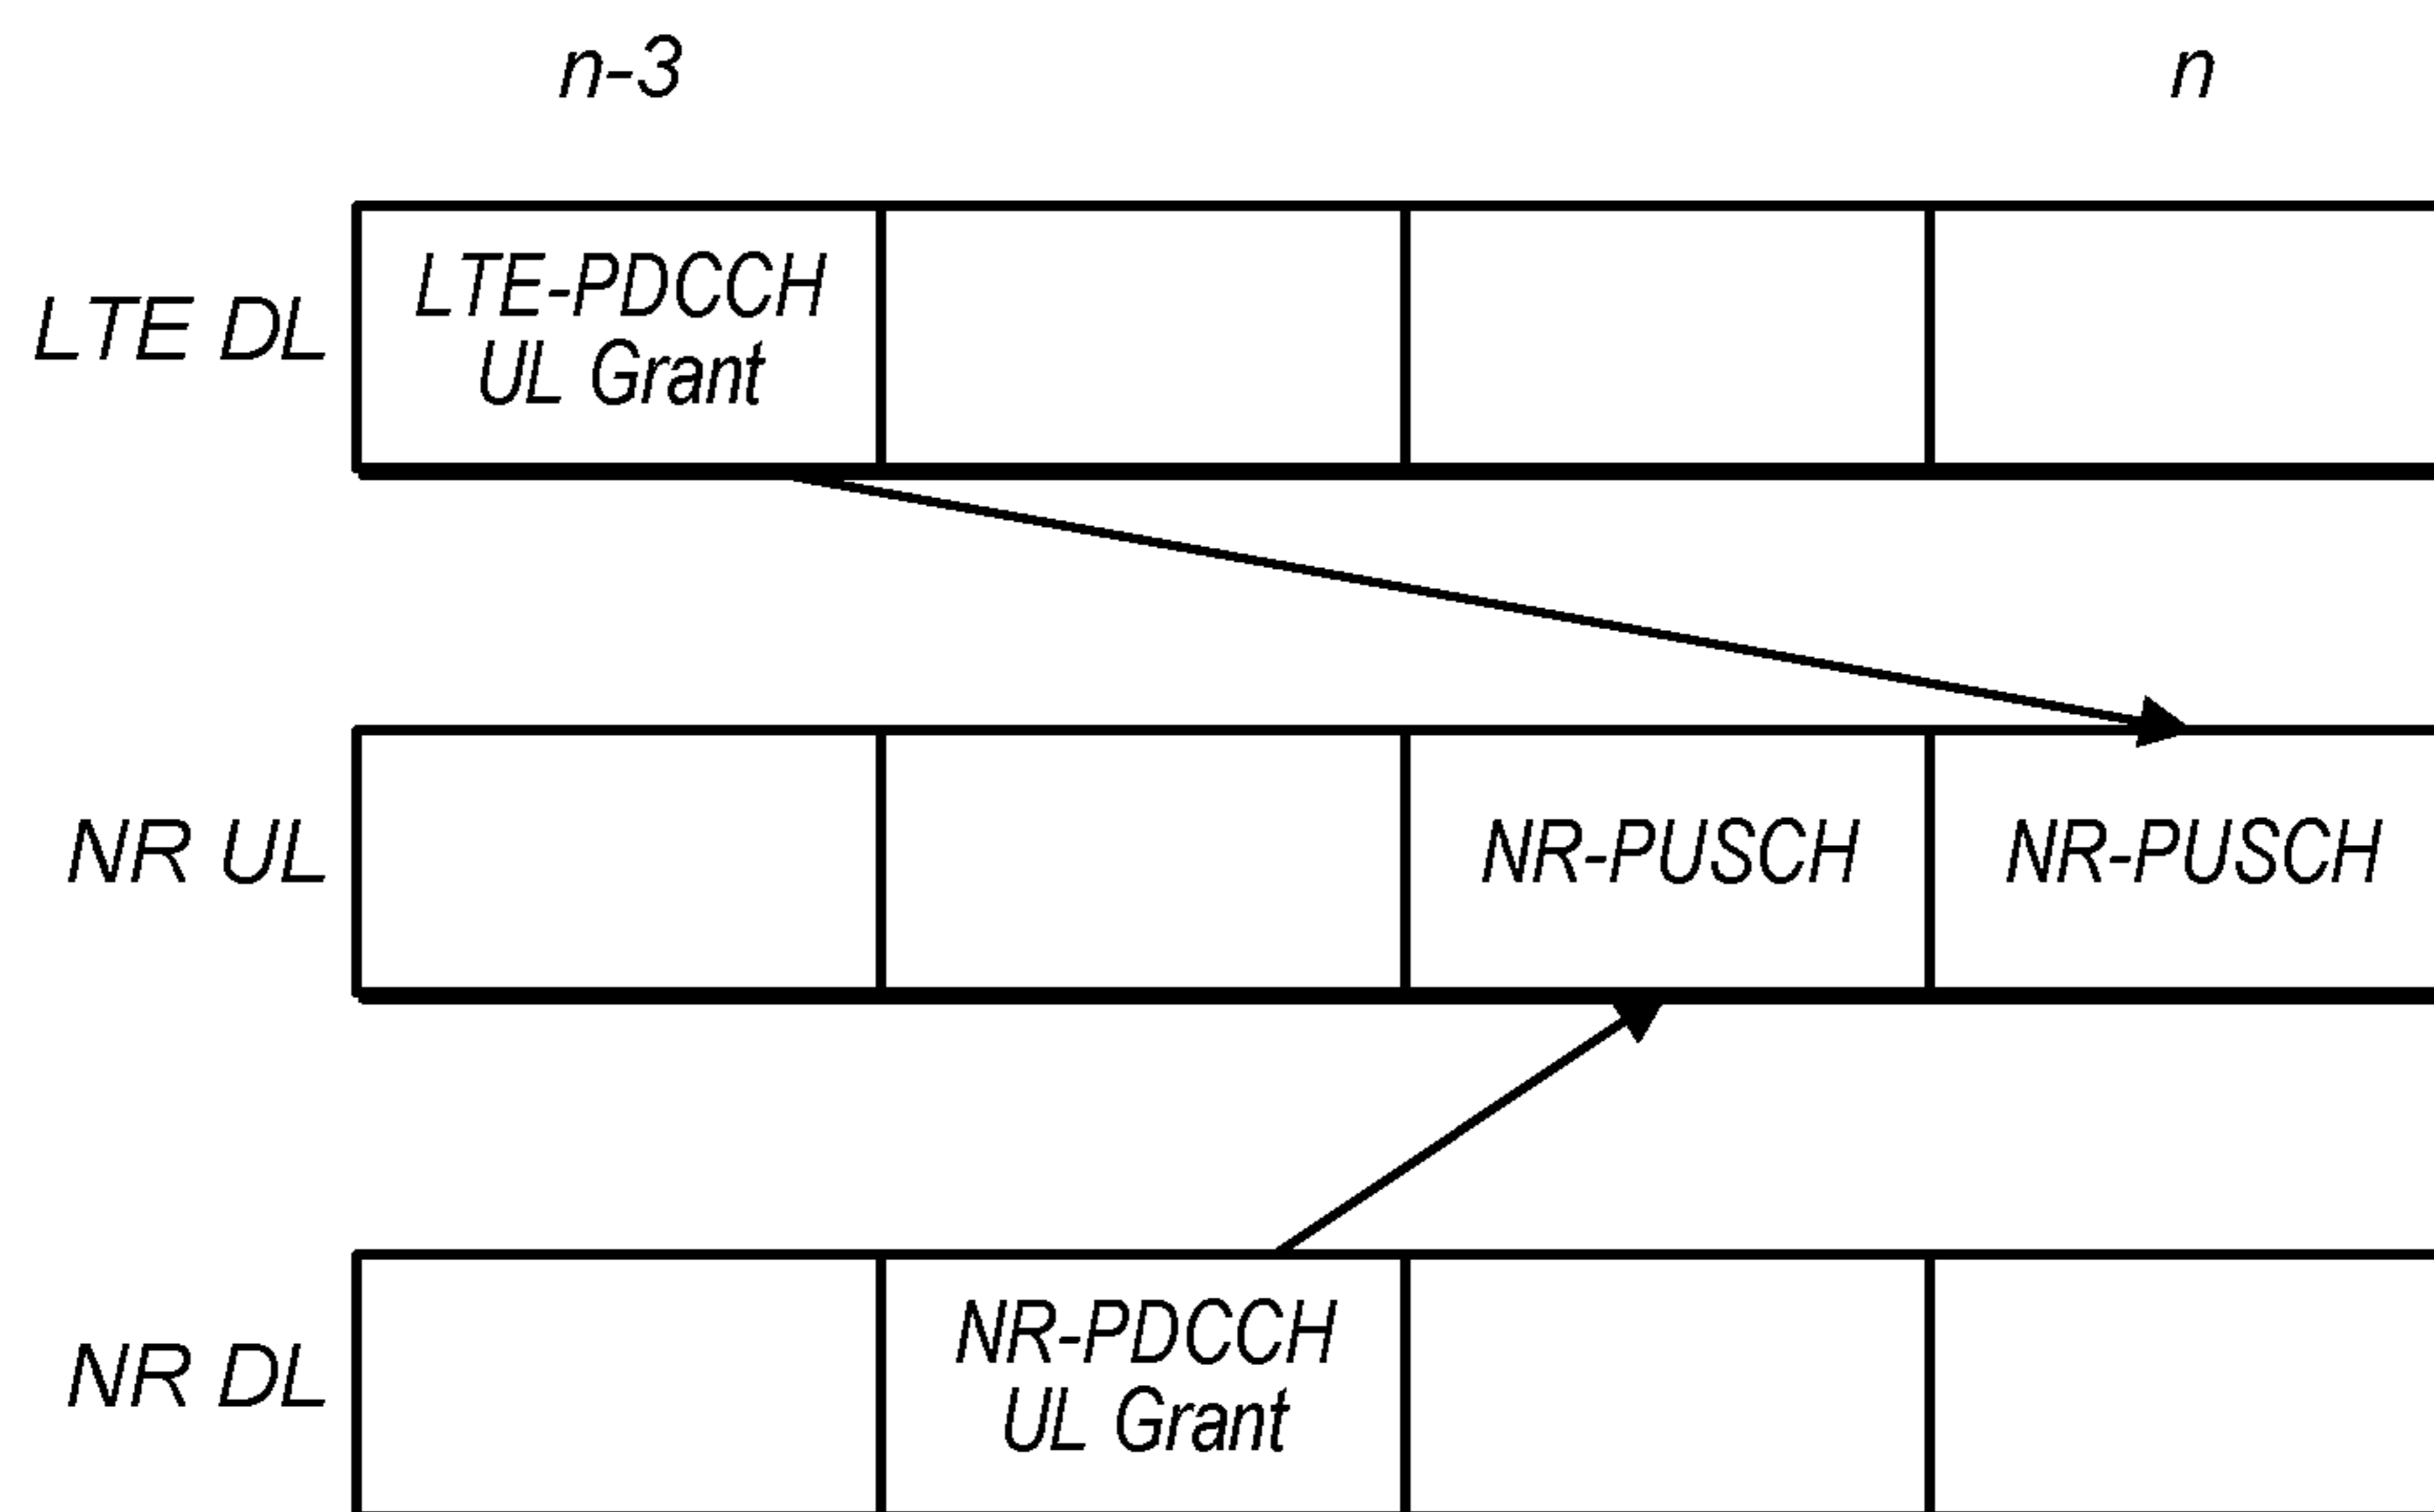 n-3
n
LTE DL
LTE-PDCCH
UL Grant
NR UL
NR-PUSCH
NR-PUSCH
NR DL
NR-PDCCH
UL Grant